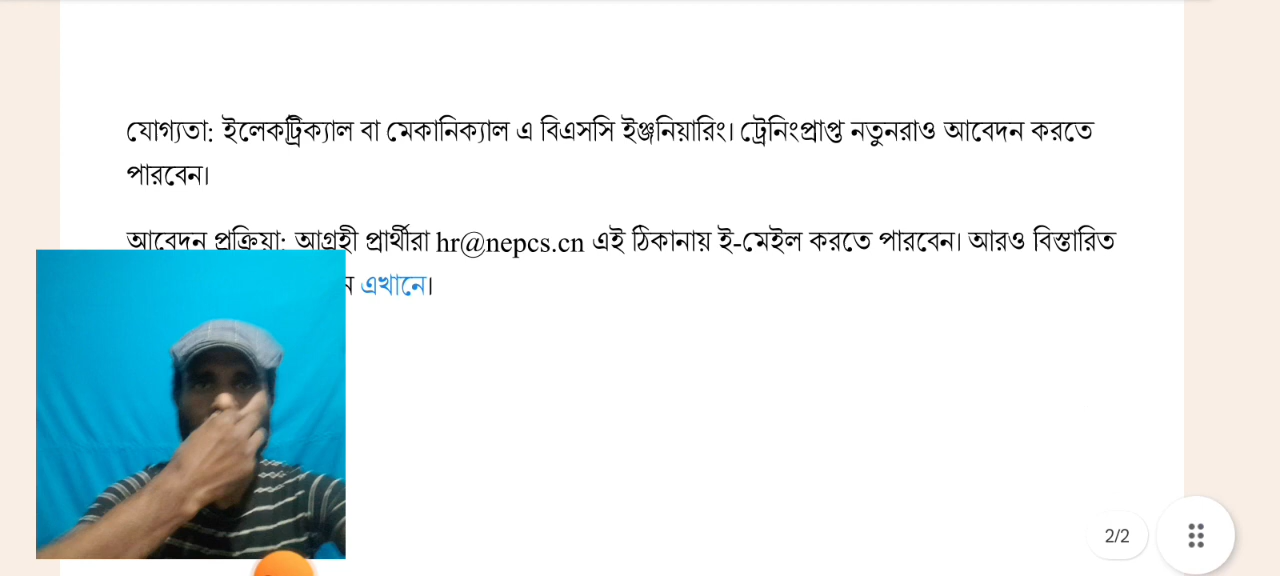 যোগ্যতা: ইলেকট্রিক্যাল বা মেকানিক্যাল এ বিএসসি ইঞ্জনিয়ারিং। ট্রেনিংপ্রাপ্ত নতুনরাও আবেদন করতে
পারবেন।
আবেদন প্রক্রিয়া: আগ্রহী প্রার্থীরা hr@nepcs.cn এই ঠিকানায় ই-মেইল করতে পারবেন। আরও বিস্তারিত
এখানে।
2/2